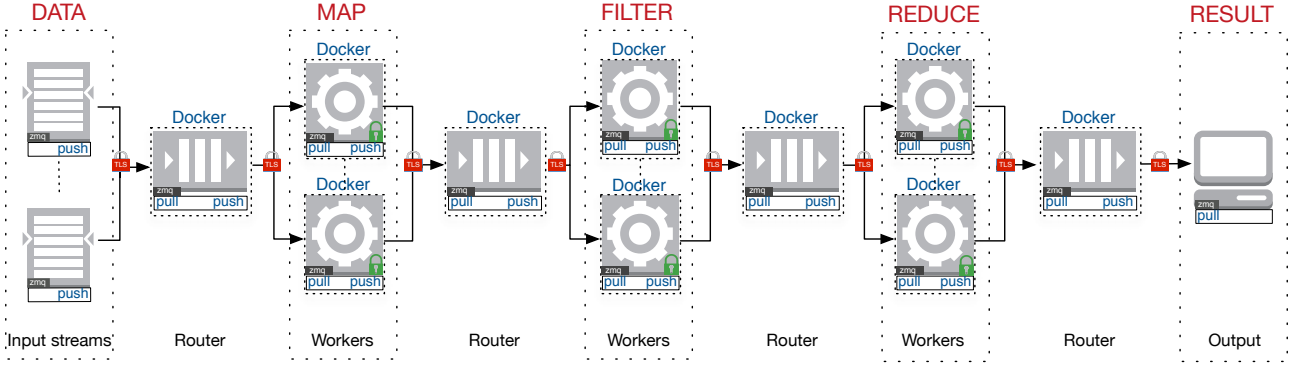 DATA
MAP
FILTER
REDUCE
RESULT
Docker
Docker
Docker
zmq
push
zmq
pull push
zmq
pull push
zmq
pull push
Docker
Docker
Docker
Docker
TLS
TLS
TLS
TLS
TLS
TLS
TLS
TLS
zmq
pull push
zmq
pull push
zmq
pull push
zmq
pull push
zmq
pull
Docker
Docker
Docker
zmq
push
zmq
pull push
zmq
pull push
zmq
pull push
Input streams
Router
Workers
Router
Workers
Router
Workers
Router
Output